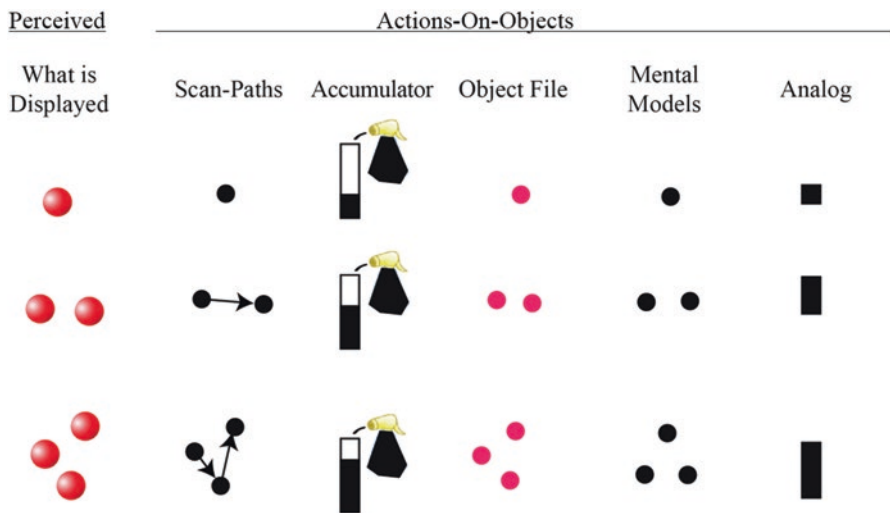 Perceived
Actions-On-Objects
What is
Displayed
Scan-Paths
Accumulator
Object File
Mental
Models
Analog